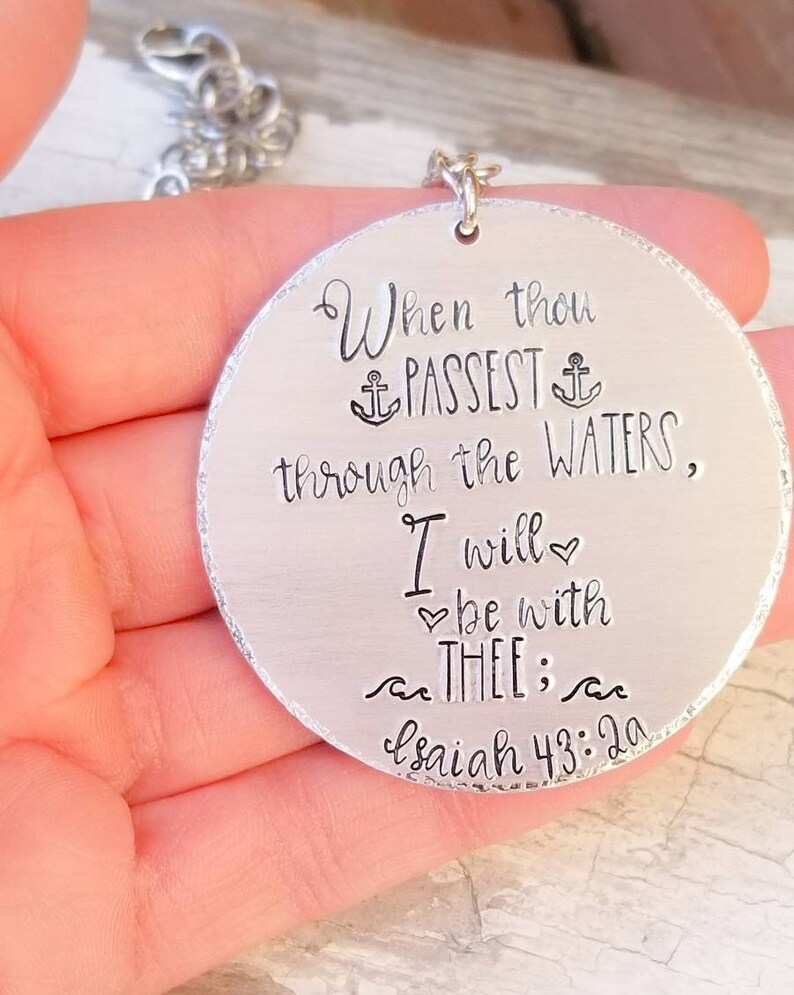 When thou
PASSEST
through the WATERS,
I will
be with
THEE;
Isaiah 43:2a